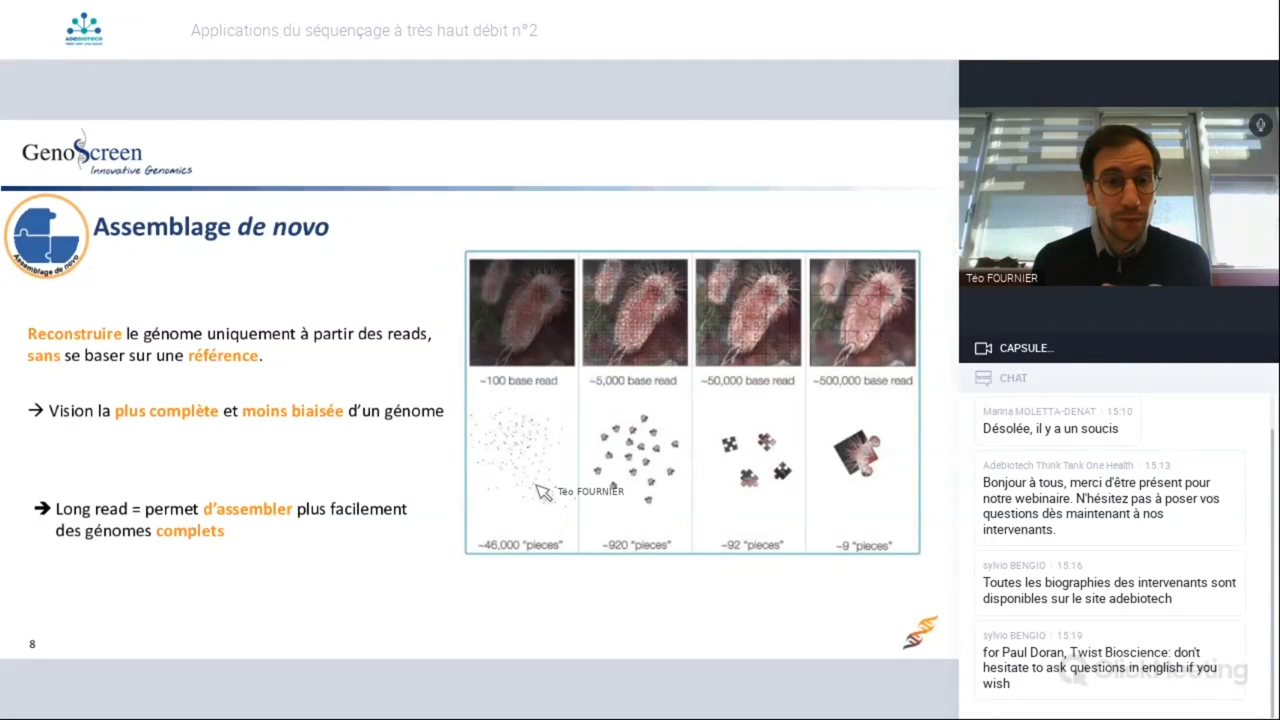 ADEBIOTECH
Applications du séquençage à très haut débit n°2
GenoScreen
Innovative Genomics
Assemblage de novo
Assemblage de novo
Reconstruire le génome uniquement à partir des reads,
sans se baser sur une référence.
→ Vision la plus complète et moins biaisée d'un génome
→ Long read = permet d'assembler plus facilement
des génomes complets
~100 base read
~5,000 base read
~50,000 base read
~500,000 base read
Téo FOURNIER
~46,000 "pieces"
~920 "pieces"
~92 "pieces"
~9 "pieces"
8
Téo FOURNIER
CAPSULE...
CHAT
Marina MOLETTA-DENAT 15:10
Désolée, il y a un soucis
Adebiotech Think Tank One Health 15:13
Bonjour à tous, merci d'être présent pour
notre webinaire. N'hésitez pas à poser vos
questions dès maintenant à nos
intervenants.
sylvio BENGIO 15:16
Toutes les biographies des intervenants sont
disponibles sur le site adebiotech
sylvio BENGIO 15:19
for Paul Doran, Twist Bioscience: don't
hesitate to ask questions in english if you
wish
ClickMeeting